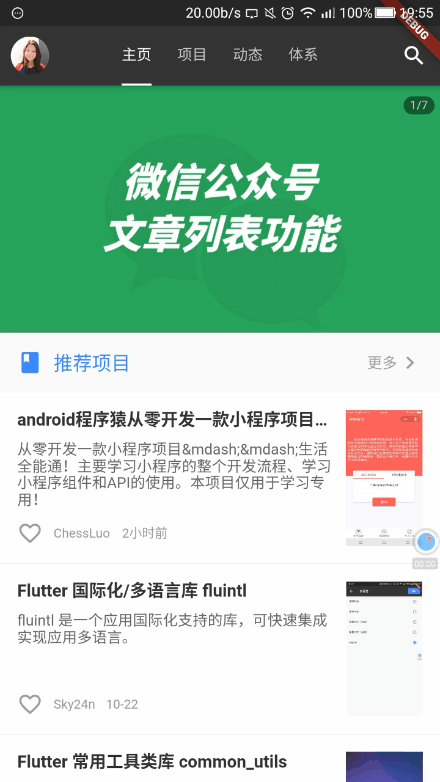 20.00b/s 100% 19:55
DEBUG
主页 项目 动态 体系
1/7
微信公众号
文章列表功能
推荐项目 更多
android程序猿从零开发一款小程序项目...
从零开发一款小程序项目&mdash;&mdash;生活
全能通！主要学习小程序的整个开发流程、学习
小程序组件和API的使用。本项目仅用于学习专
用！
ChessLuo 2小时前
00:00
Flutter 国际化/多语言库 fluintl
fluintl 是一个应用国际化支持的库，可快速集成
实现应用多语言。
Sky24n 10-22
Flutter 常用工具类库 common_utils